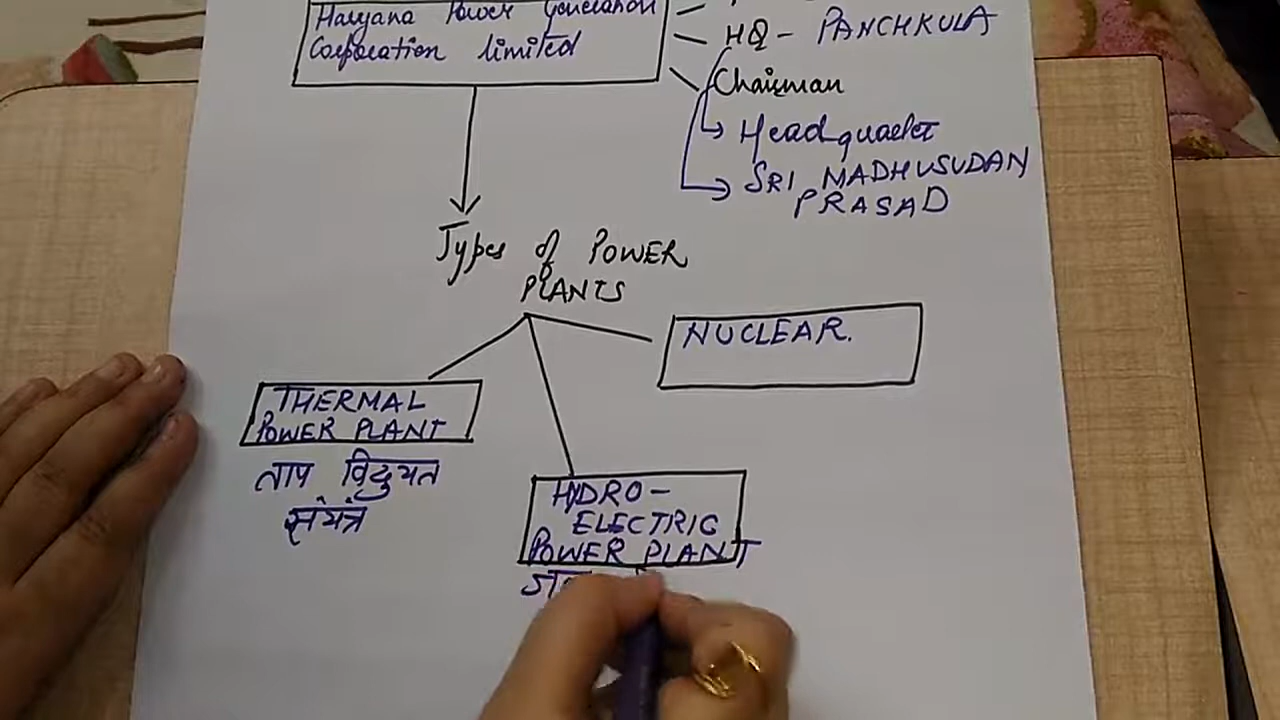 Haryana Power Generation
Corporation limited
HQ - PANCHKULA
Chairman
Headquarter
SRI MADHUSUDAN
PRASAD
Types of POWER
PLANTS
NUCLEAR.
THERMAL
POWER PLANT
ताप विदुयत
संयंत्र
HYDRO-
ELECTRIC
POWER PLANT